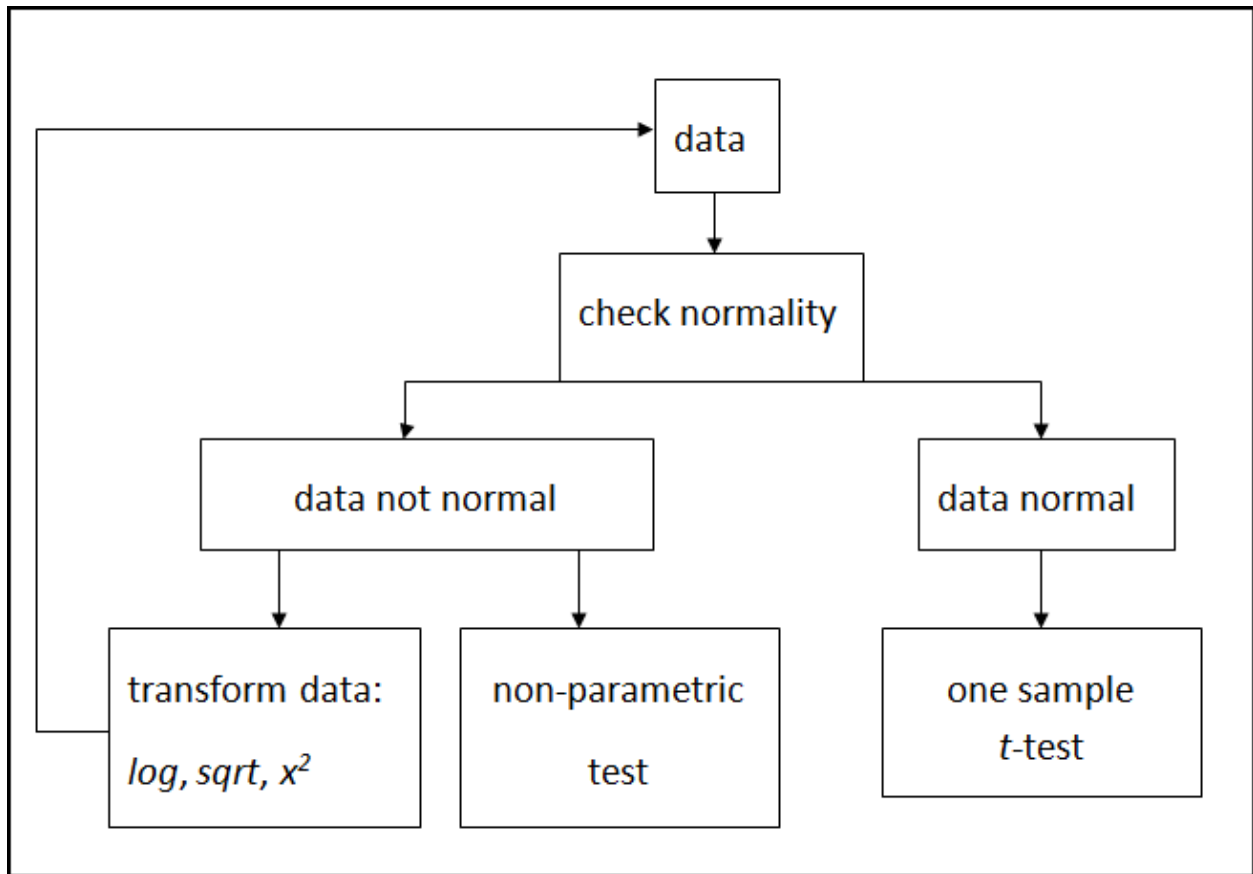 data
check normality
data not normal
data normal
transform data:
log, sqrt, x²
non-parametric
test
one sample
t-test